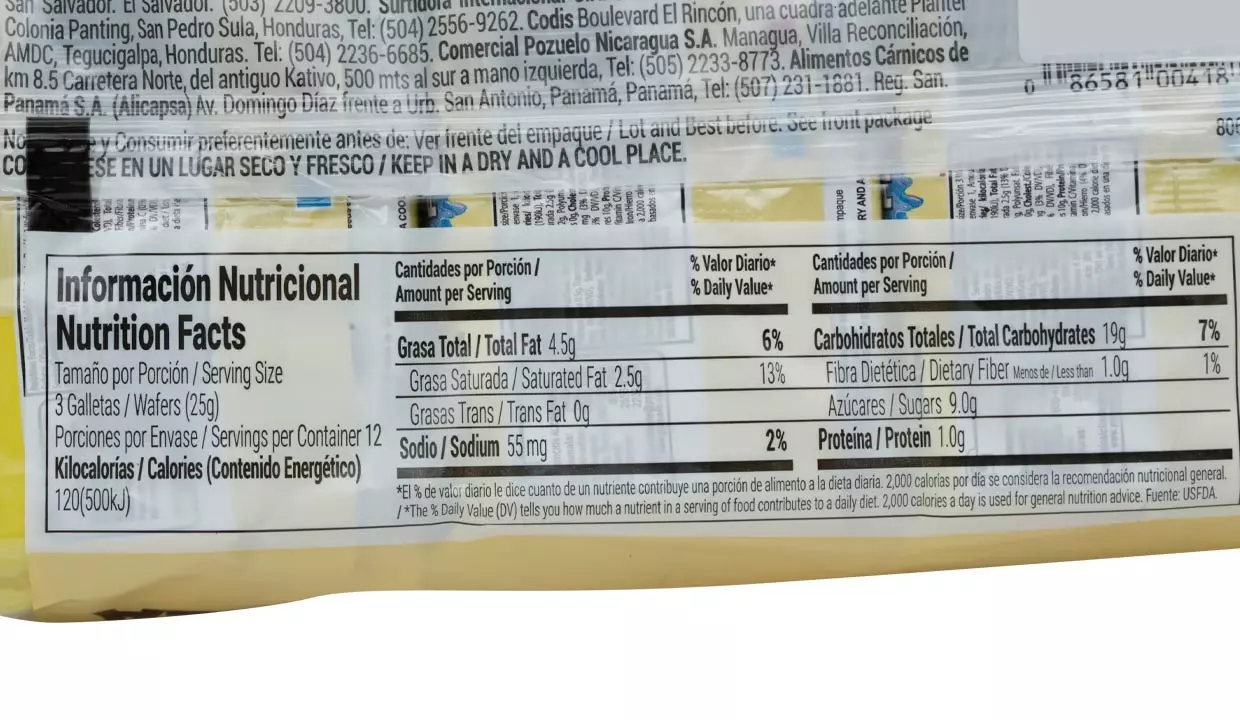 San Salvador. El Salvador. (503) 2209-3800. Surtidora
Colonia Panting, San Pedro Sula, Honduras, Tel: (504) 2556-9262. Codis Boulevard El Rincón, una cuadra adelante Plantel
AMDC, Tegucigalpa, Honduras. Tel: (504) 2236-6685. Comercial Pozuelo Nicaragua S.A. Managua, Villa Reconciliación,
km 8.5 Carretera Norte, del antiguo Kativo, 500 mts al sur a mano izquierda, Tel: (505) 2233-8773. Alimentos Cárnicos de
Panamá S.A. (Alicapsa) Av. Domingo Díaz frente a Urb. San Antonio, Panamá, Panamá, Tel: (507) 231-1881. Reg. San.
0 86581 00418
y Consumir preferentemente antes de: Ver frente del empaque / Lot and Best before. See front package
806
ESE EN UN LUGAR SECO Y FRESCO / KEEP IN A DRY AND A COOL PLACE.
Información Nutricional
Nutrition Facts
Tamaño por Porción / Serving Size
3 Galletas / Wafers (25g)
Porciones por Envase / Servings per Container 12
Kilocalorías / Calories (Contenido Energético)
120(500kJ)
Cantidades por Porción / % Valor Diario*
Amount per Serving % Daily Value*
Grasa Total / Total Fat 4.5g 6%
Grasa Saturada / Saturated Fat 2.5g 13%
Grasas Trans / Trans Fat 0g
Sodio / Sodium 55 mg 2%
Cantidades por Porción / % Valor Diario*
Amount per Serving % Daily Value*
Carbohidratos Totales / Total Carbohydrates 19g 7%
Fibra Dietética / Dietary Fiber Menos de / Less than 1.0g 1%
Azúcares / Sugars 9.0g
Proteína / Protein 1.0g
*El % de valor diario le dice cuanto de un nutriente contribuye una porción de alimento a la dieta diaria. 2,000 calorías por día se considera la recomendación nutricional general.
/ *The % Daily Value (DV) tells you how much a nutrient in a serving of food contributes to a daily diet. 2,000 calories a day is used for general nutrition advice. Fuente: USFDA.